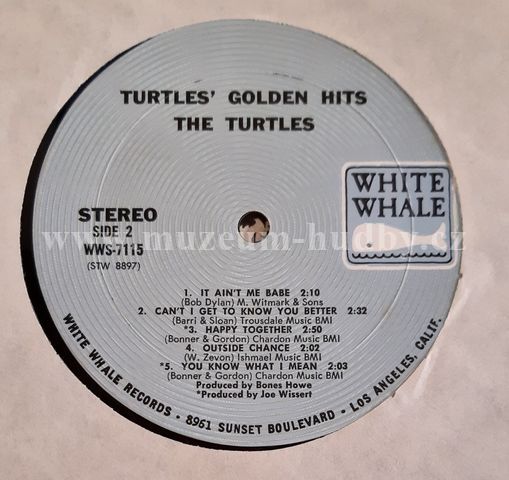 TURTLES' GOLDEN HITS
THE TURTLES
STEREO
SIDE 2
WWS-7115
(STW 8897)
WHITE
WHALE
www.muzeum-hudby.cz
1. IT AIN'T ME BABE 2:10
(Bob Dylan) M. Witmark & Sons
2. CAN'T I GET TO KNOW YOU BETTER 2:32
(Barri & Sloan) Trousdale Music BMI
*3. HAPPY TOGETHER 2:50
(Bonner & Gordon) Chardon Music BMI
4. OUTSIDE CHANCE 2:02
(W. Zevon) Ishmael Music BMI
*5. YOU KNOW WHAT I MEAN 2:03
(Bonner & Gordon) Chardon Music BMI
Produced by Bones Howe
*Produced by Joe Wissert
WHITE WHALE RECORDS • 8961 SUNSET BOULEVARD • LOS ANGELES, CALIF.